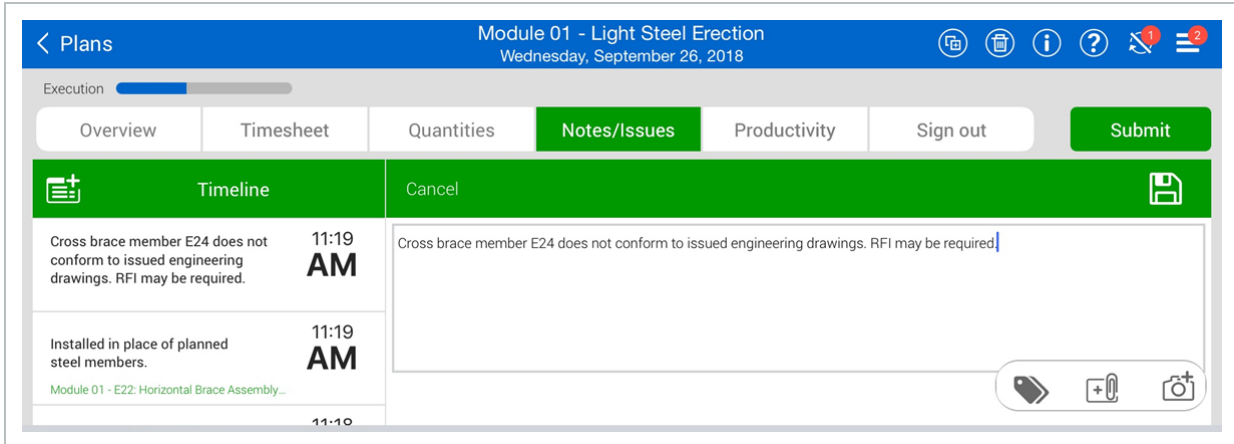 Plans
Module 01 - Light Steel Erection
Wednesday, September 26, 2018
1
2
Execution
Overview
Timesheet
Quantities
Notes/Issues
Productivity
Sign out
Submit
Timeline
Cancel
Cross brace member E24 does not
conform to issued engineering
drawings. RFI may be required.
11:19
AM
Cross brace member E24 does not conform to issued engineering drawings. RFI may be required.
Installed in place of planned
steel members.
11:19
AM
Module 01 - E22: Horizontal Brace Assembly...